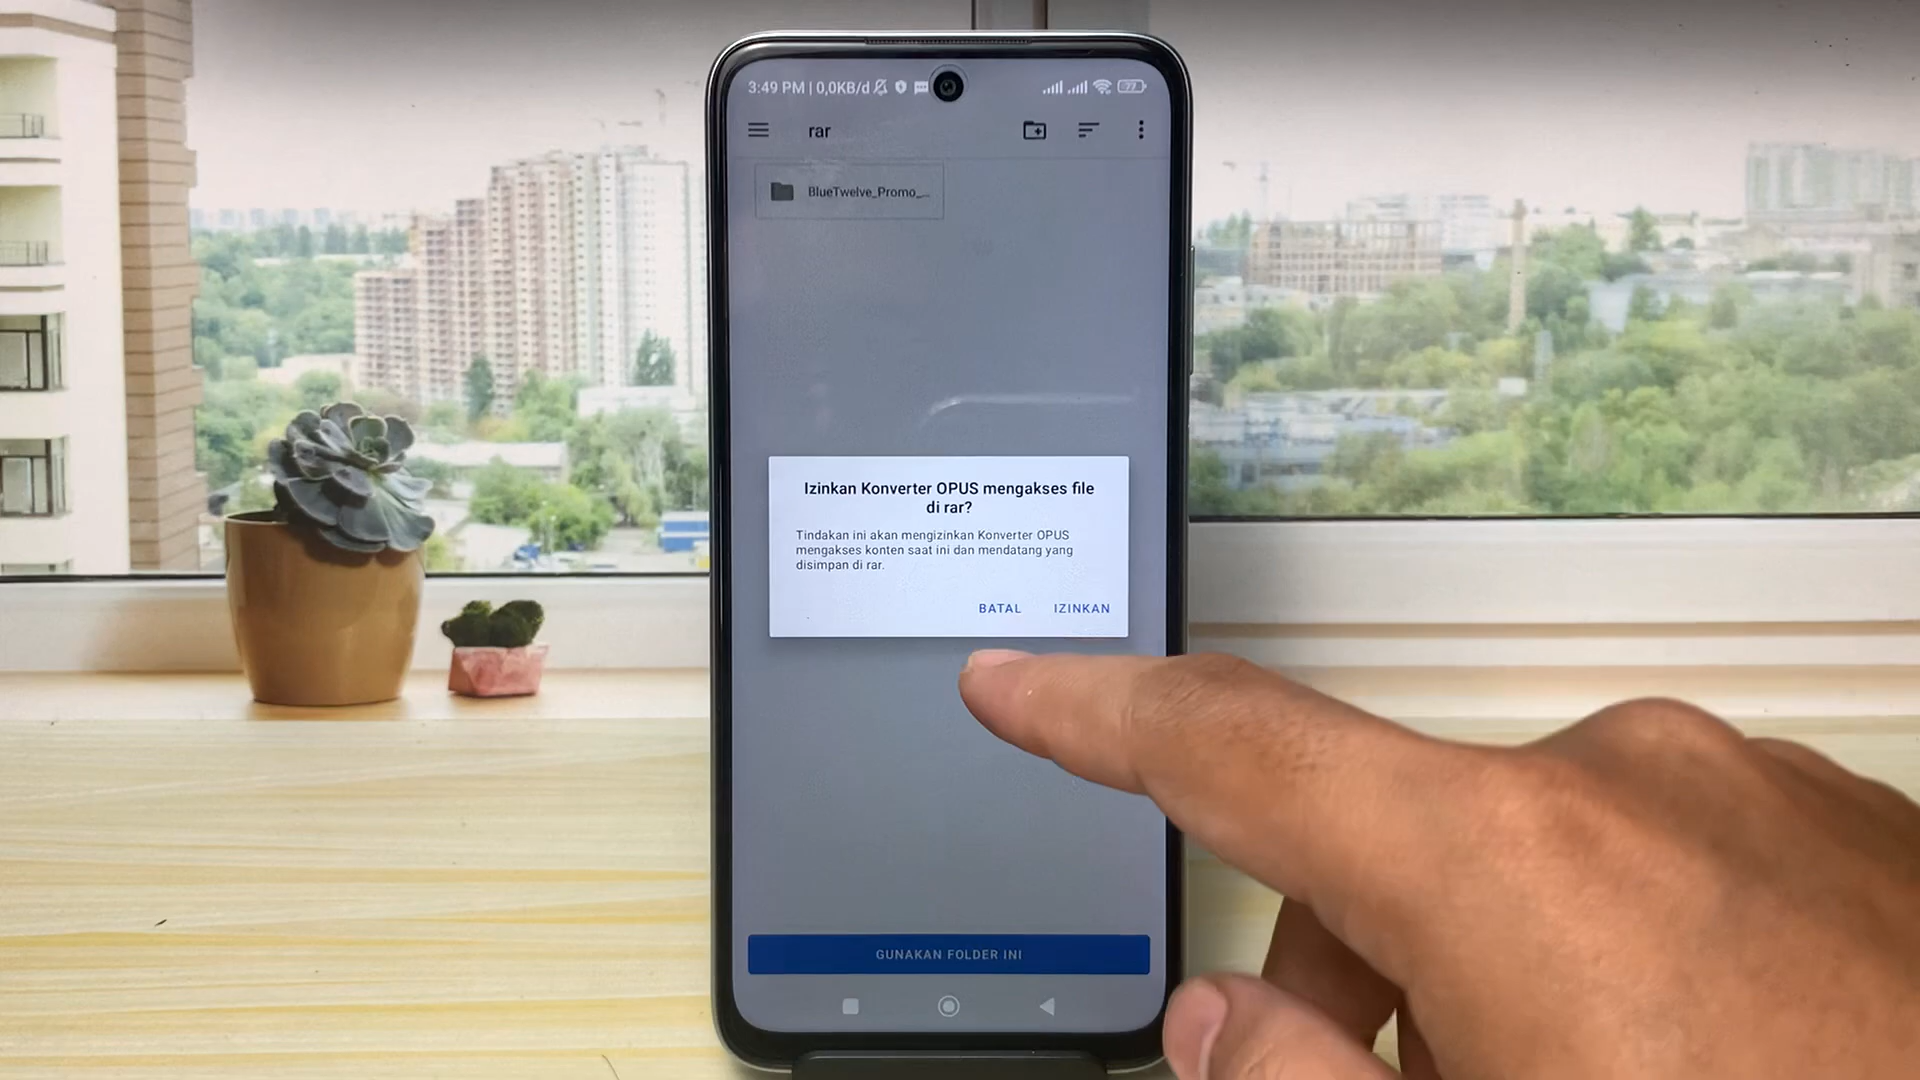 3:49 PM | 0,0KB/d
77
rar
BlueTwelve_Promo_...
Izinkan Konverter OPUS mengakses file
di rar?
Tindakan ini akan mengizinkan Konverter OPUS
mengakses konten saat ini dan mendatang yang
disimpan di rar.
BATAL IZINKAN
GUNAKAN FOLDER INI